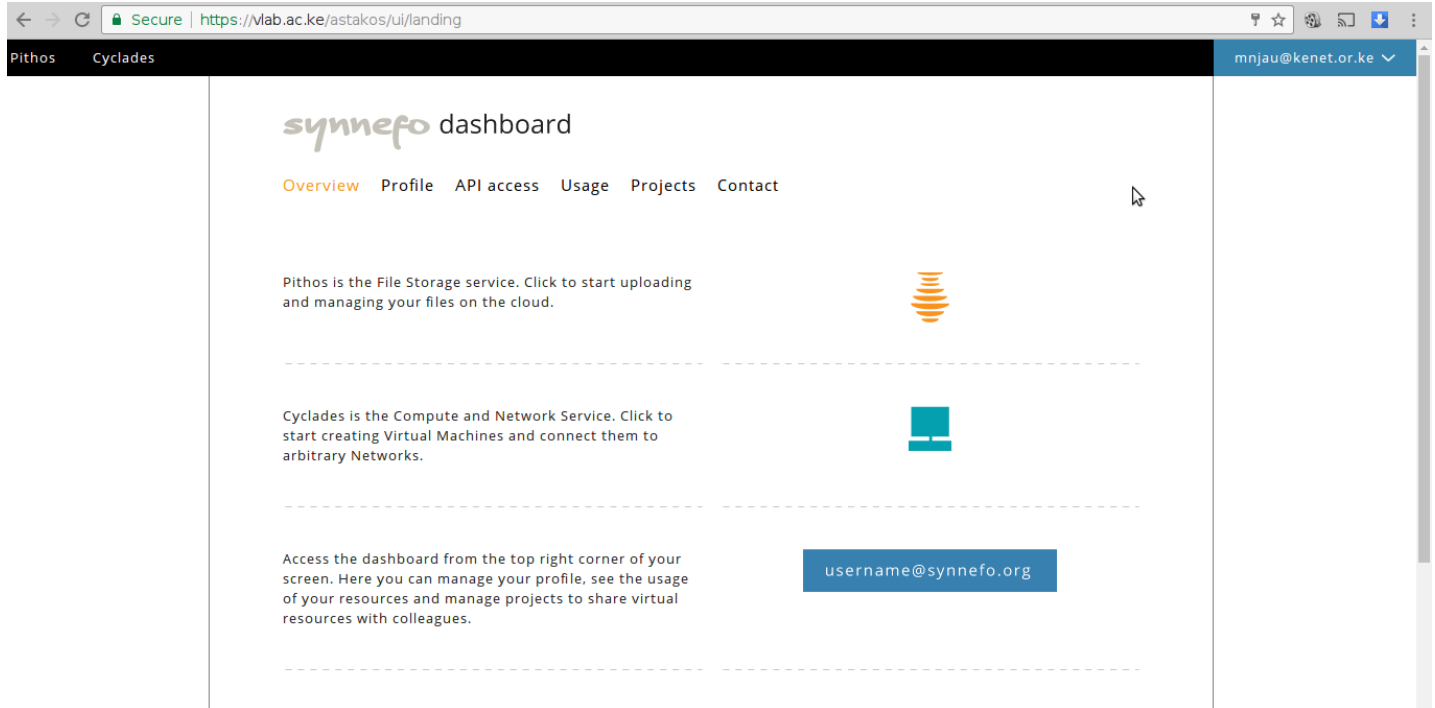 Secure | https://vlab.ac.ke/astakos/ui/landing
Pithos Cyclades mnjau@kenet.or.ke
synnefo dashboard
Overview Profile API access Usage Projects Contact
Pithos is the File Storage service. Click to start uploading
and managing your files on the cloud.
Cyclades is the Compute and Network Service. Click to
start creating Virtual Machines and connect them to
arbitrary Networks.
Access the dashboard from the top right corner of your
screen. Here you can manage your profile, see the usage
of your resources and manage projects to share virtual
resources with colleagues.
username@synnefo.org